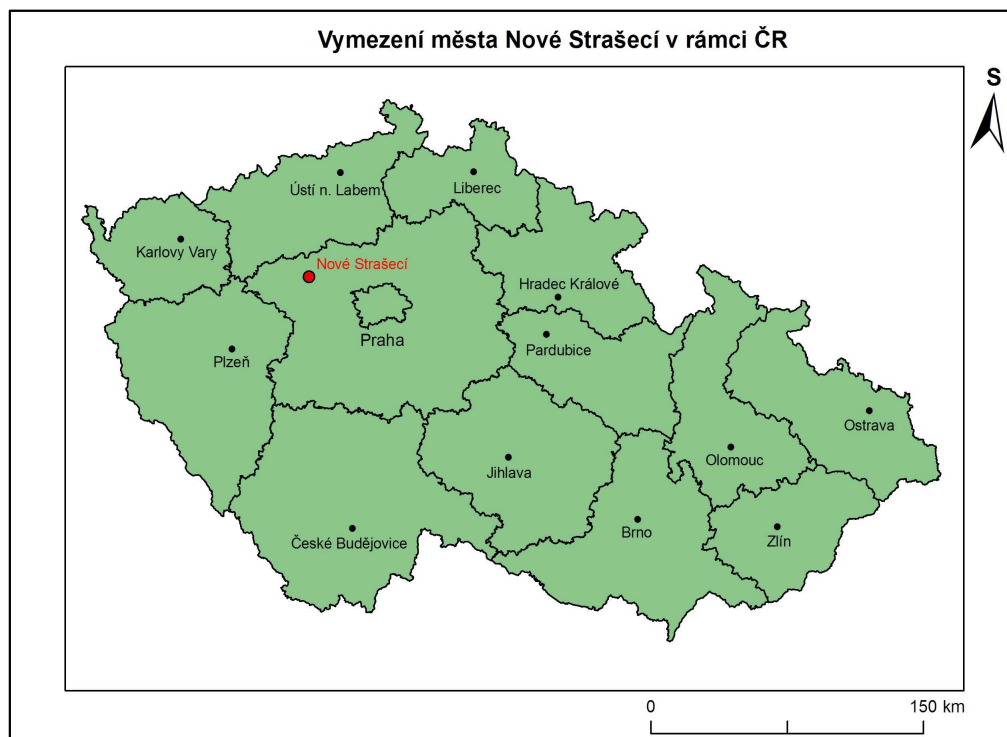 Vymezení města Nové Strašecí v rámci ČR
S
Ústí n. Labem
Liberec
Karlovy Vary
Nové Strašecí
Hradec Králové
Praha
Pardubice
Plzeň
Ostrava
Olomouc
Jihlava
Brno
Zlín
České Budějovice
0
150 km